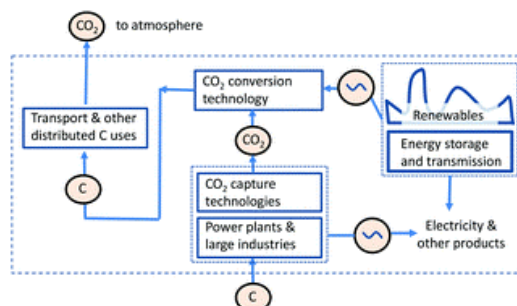 CO₂ to atmosphere
CO₂ conversion
technology
Renewables
Transport & other
distributed C uses
Energy storage
and transmission
CO₂
C
CO₂ capture
technologies
Power plants &
large industries
Electricity &
other products
C